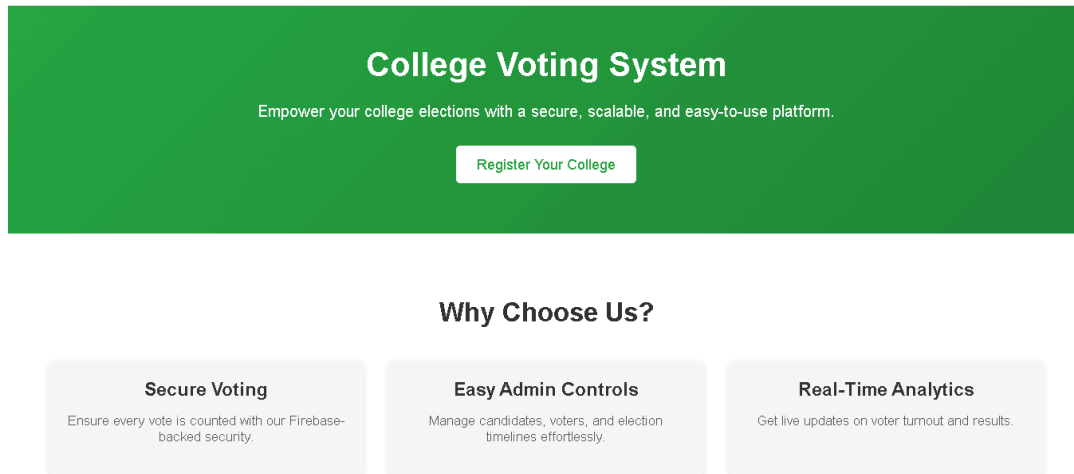 College Voting System
Empower your college elections with a secure, scalable, and easy-to-use platform.
Register Your College
Why Choose Us?
Secure Voting
Ensure every vote is counted with our Firebase-
backed security.
Easy Admin Controls
Manage candidates, voters, and election
timelines effortlessly.
Real-Time Analytics
Get live updates on voter turnout and results.